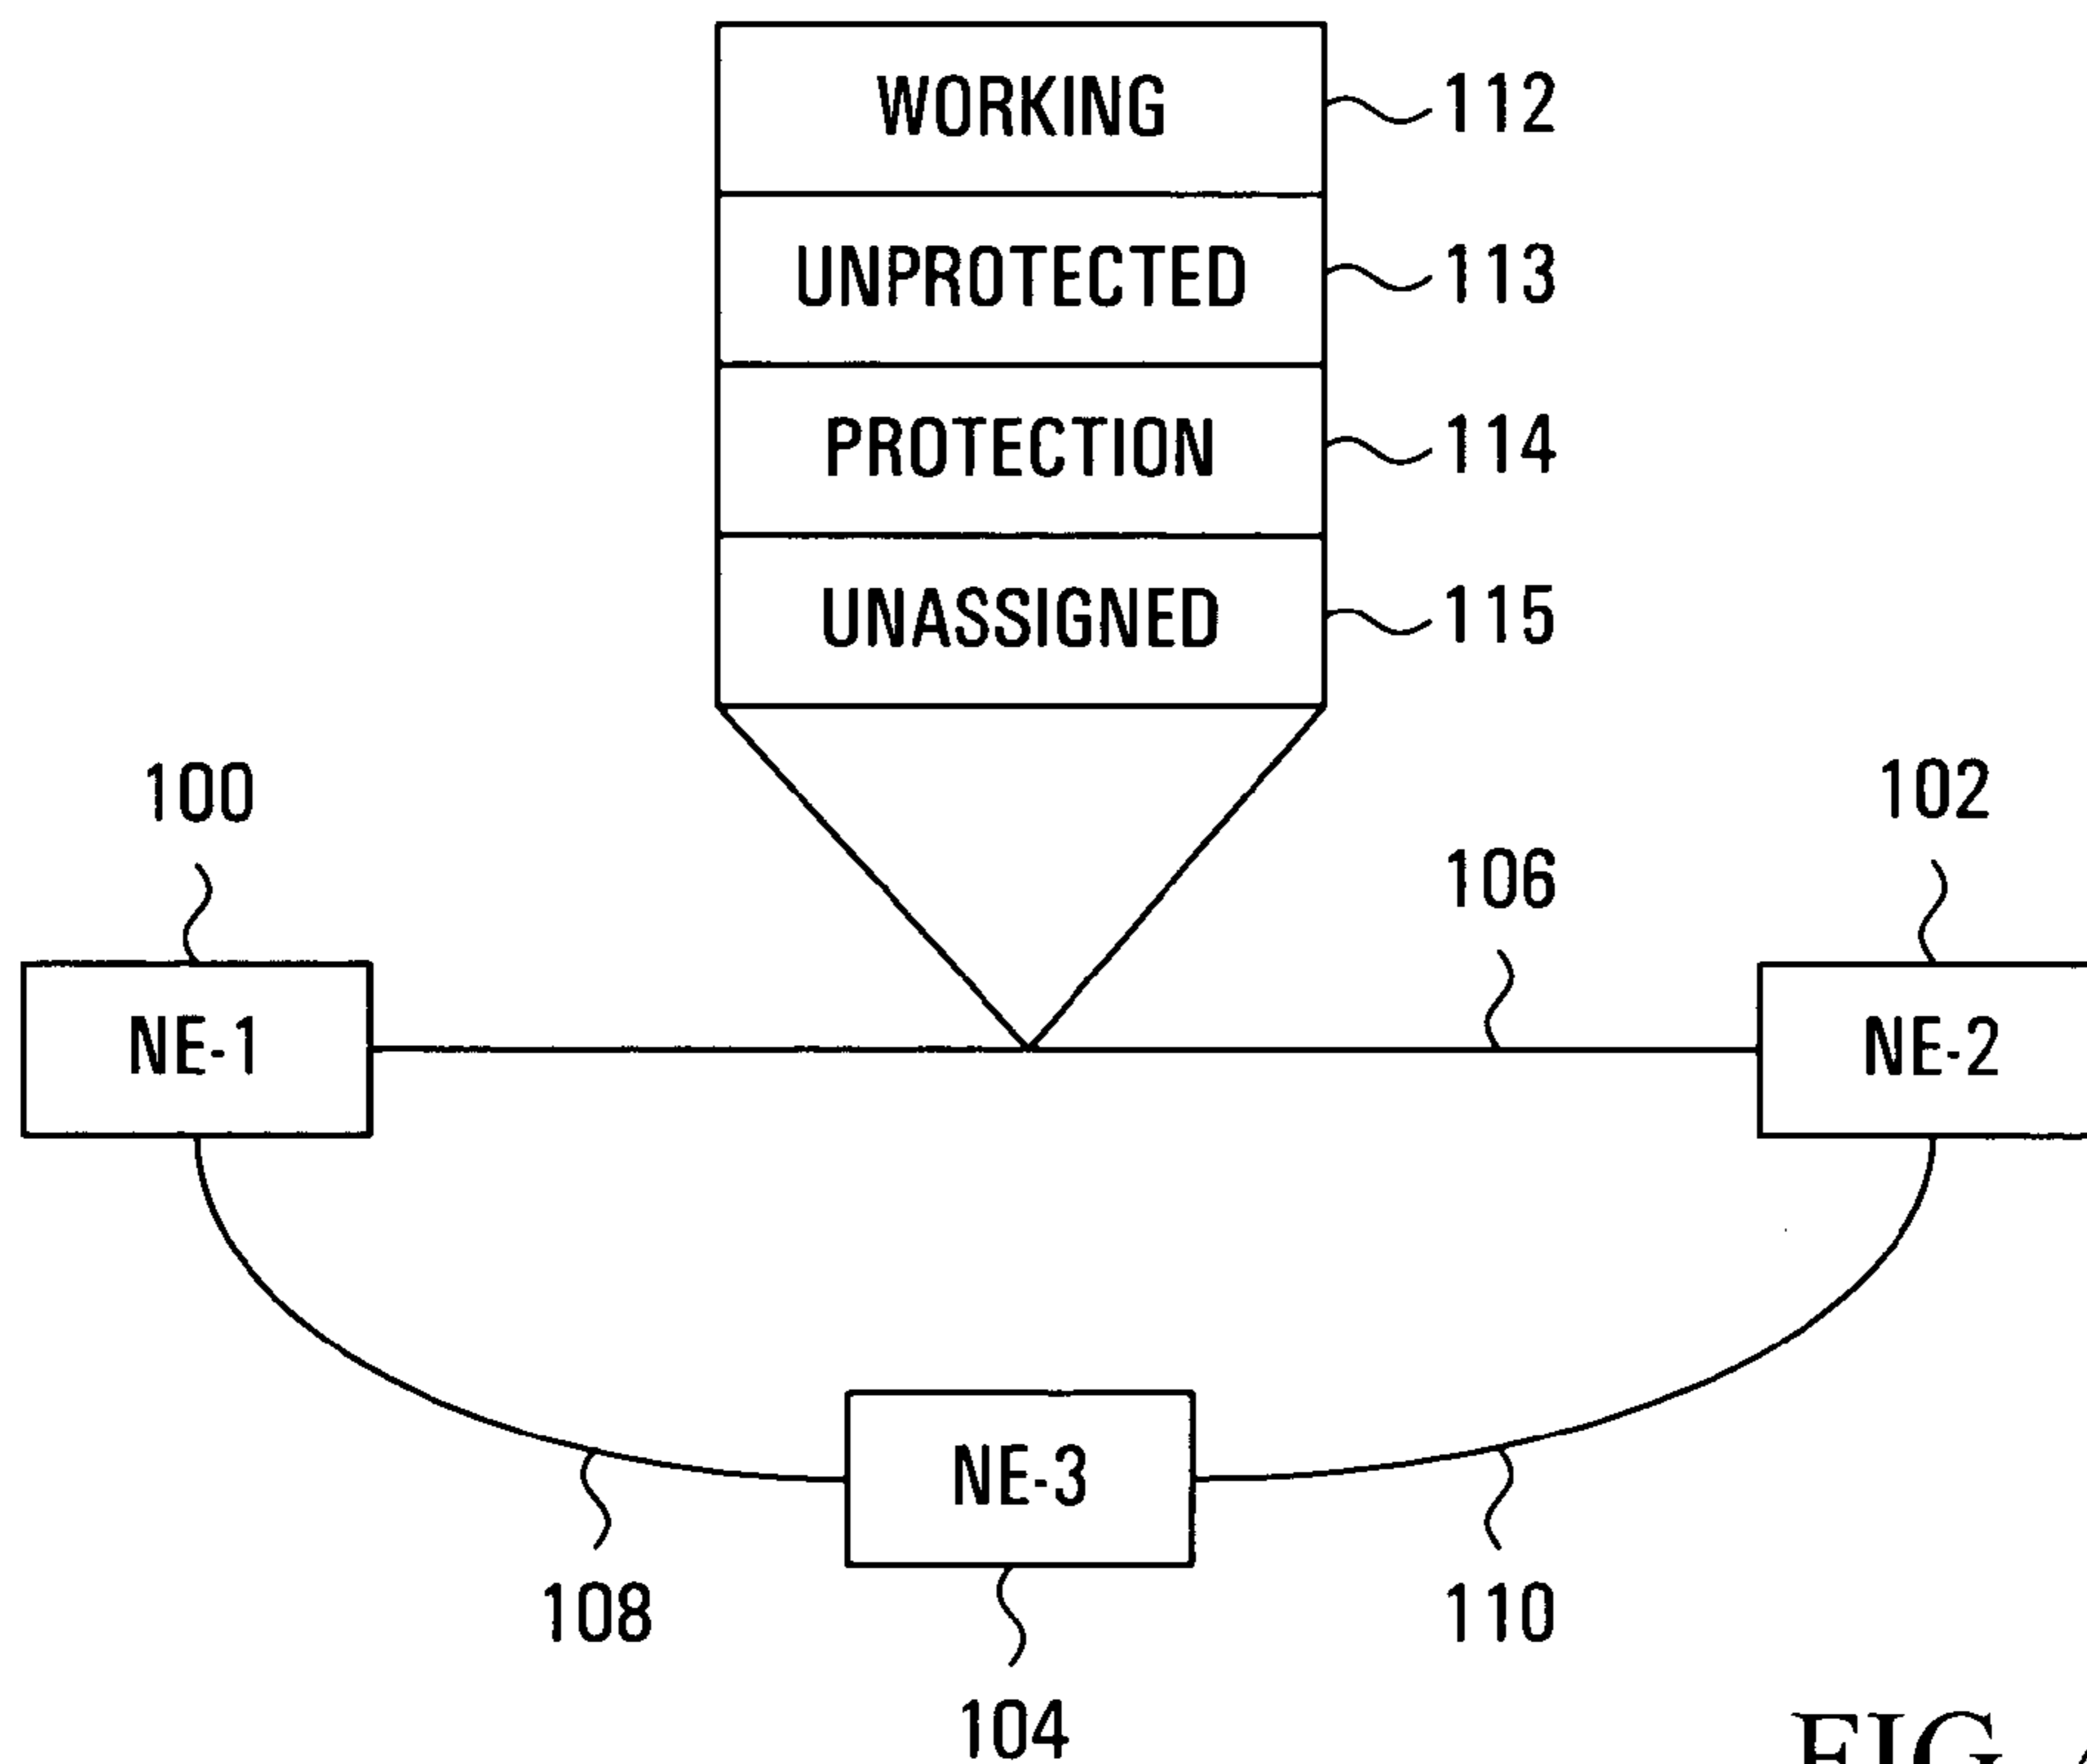 WORKING
112
UNPROTECTED
113
PROTECTION
114
UNASSIGNED
115
100
102
106
NE-1
NE-2
NE-3
108
110
104
FIG